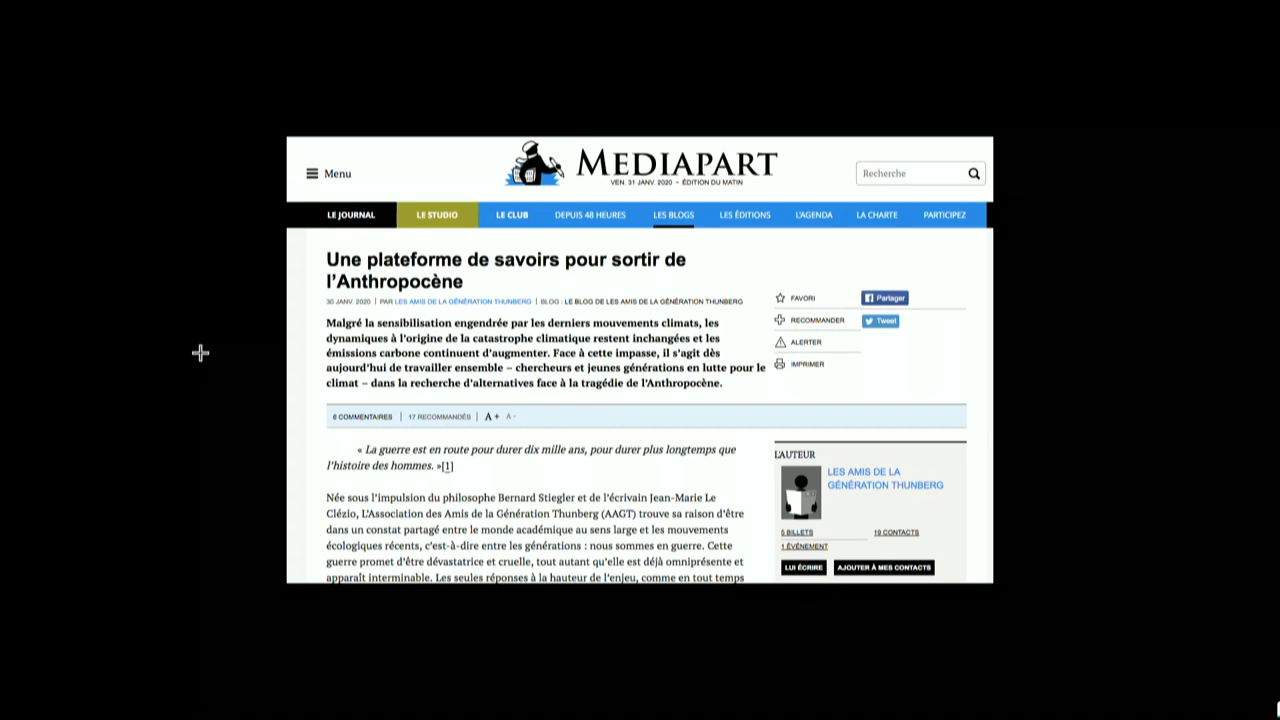 Menu
MEDIAPART
VEN. 31 JANV. 2020 - ÉDITION DU MATIN
Recherche
LE JOURNAL LE STUDIO LE CLUB DEPUIS 48 HEURES LES BLOGS LES ÉDITIONS L'AGENDA LA CHARTE PARTICIPEZ
Une plateforme de savoirs pour sortir de
l'Anthropocène
30 JANV. 2020 | PAR LES AMIS DE LA GÉNÉRATION THUNBERG | BLOG : LE BLOG DE LES AMIS DE LA GÉNÉRATION THUNBERG
Malgré la sensibilisation engendrée par les derniers mouvements climats, les
dynamiques à l'origine de la catastrophe climatique restent inchangées et les
émissions carbone continuent d'augmenter. Face à cette impasse, il s'agit dès
aujourd'hui de travailler ensemble – chercheurs et jeunes générations en lutte pour le
climat – dans la recherche d'alternatives face à la tragédie de l'Anthropocène.
FAVORI
Partager
RECOMMANDER
Tweet
ALERTER
IMPRIMER
6 COMMENTAIRES | 17 RECOMMANDÉS | A + A -
« La guerre est en route pour durer dix mille ans, pour durer plus longtemps que
l'histoire des hommes. »[1]
Née sous l'impulsion du philosophe Bernard Stiegler et de l'écrivain Jean-Marie Le
Clézio, L'Association des Amis de la Génération Thunberg (AAGT) trouve sa raison d'être
dans un constat partagé entre le monde académique au sens large et les mouvements
écologiques récents, c'est-à-dire entre les générations : nous sommes en guerre. Cette
guerre promet d'être dévastatrice et cruelle, tout autant qu'elle est déjà omniprésente et
apparaît interminable. Les seules réponses à la hauteur de l'enjeu, comme en tout temps
L'AUTEUR
LES AMIS DE LA
GÉNÉRATION THUNBERG
5 BILLETS
19 CONTACTS
1 ÉVÉNEMENT
LUI ÉCRIRE
AJOUTER À MES CONTACTS